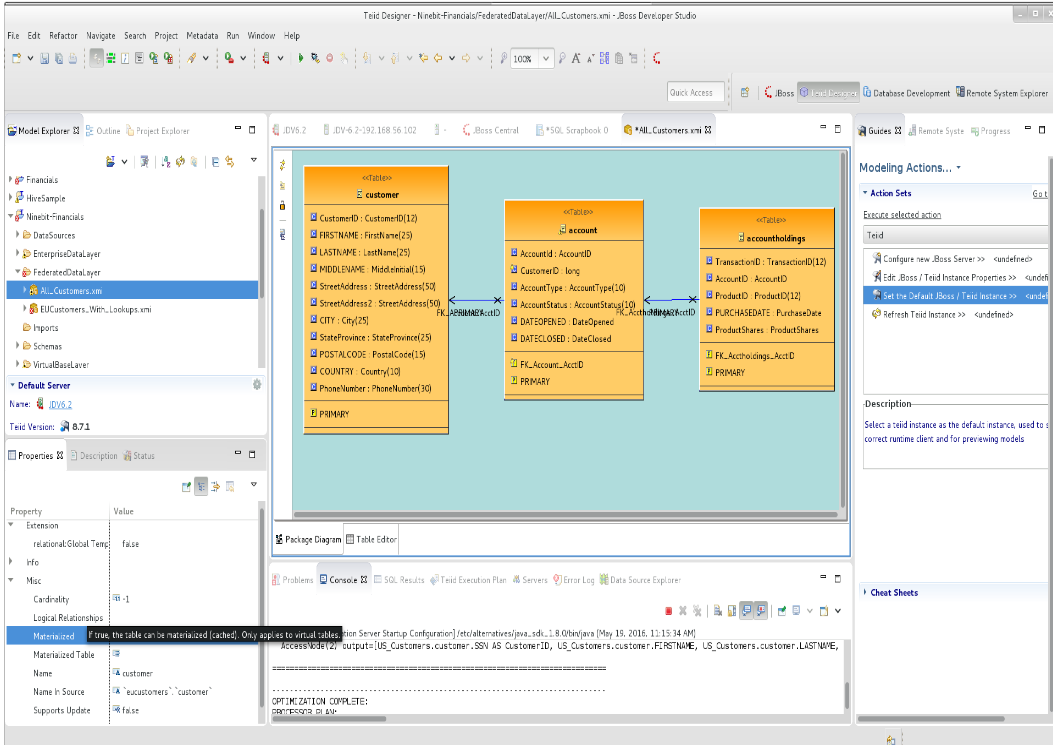 Teiid Designer - Ninebit-Financials/FederatedDataLayer/All_Customers.xmi - JBoss Developer Studio
File Edit Refactor Navigate Search Project Metadata Run Window Help
100%
Quick Access
JBoss
Teiid Designer
Database Development
Remote System Explorer
Model Explorer
Outline
Project Explorer
Financials
HiveSample
Ninebit-Financials
DataSources
EnterpriseDataLayer
FederatedDataLayer
All_Customers.xmi
EUCustomers_With_Lookups.xmi
Imports
Schemas
VirtualBaseLayer
Default Server
Name: JDV6.2
Teiid Version: 8.7.1
Properties
Description
Status
Property Value
Extension
relational:Global Temp false
Info
Misc
Cardinality -1
Logical Relationships
Materialized
If true, the table can be materialized (cached). Only applies to virtual tables.
Materialized Table
Name customer
Name In Source `eucustomers`.`customer`
Supports Update false
JDV6.2
JDV-6.2-192.168.56.102
JBoss Central
*SQL Scrapbook 0
*All_Customers.xmi
<<Table>>
customer
CustomerID : CustomerID(12)
FIRSTNAME : FirstName(25)
LASTNAME : LastName(25)
MIDDLENAME : MiddleInitial(15)
StreetAddress : StreetAddress(50)
StreetAddress2 : StreetAddress(50)
CITY : City(25)
StateProvince : StateProvince(25)
POSTALCODE : PostalCode(15)
COUNTRY : Country(10)
PhoneNumber : PhoneNumber(30)
PRIMARY
<<Table>>
account
AccountId : AccountID
CustomerID : long
AccountType : AccountType(10)
AccountStatus : AccountStatus(10)
DATEOPENED : DateOpened
DATECLOSED : DateClosed
FK_Account_AcctID
PRIMARY
<<Table>>
accountholdings
TransactionID : TransactionID(12)
AccountID : AccountID
ProductID : ProductID(12)
PURCHASEDATE : PurchaseDate
ProductShares : ProductShares
FK_Acctholdings_AcctID
PRIMARY
Package Diagram
Table Editor
Problems
Console
SQL Results
Teiid Execution Plan
Servers
Error Log
Data Source Explorer
ation Server Startup Configuration] /etc/alternatives/java_sdk_1.8.0/bin/java (May 19, 2016, 11:15:34 AM)
AccessNode(2) output=[US_Customers.customer.SSN AS CustomerID, US_Customers.customer.FIRSTNAME, US_Customers.customer.LASTNAME,
OPTIMIZATION COMPLETE:
PROCESSOR PLAN:
Guides
Remote Syste
Progress
Modeling Actions...
Action Sets
Go t
Execute selected action
Teiid
Configure new JBoss Server >> <undefined>
Edit JBoss / Teiid Instance Properties >> <und
Set the Default JBoss / Teiid Instance >> <und
Refresh Teiid Instance >> <undefined>
Description
Select a teiid instance as the default instance, used to s
correct runtime client and for previewing models
Cheat Sheets